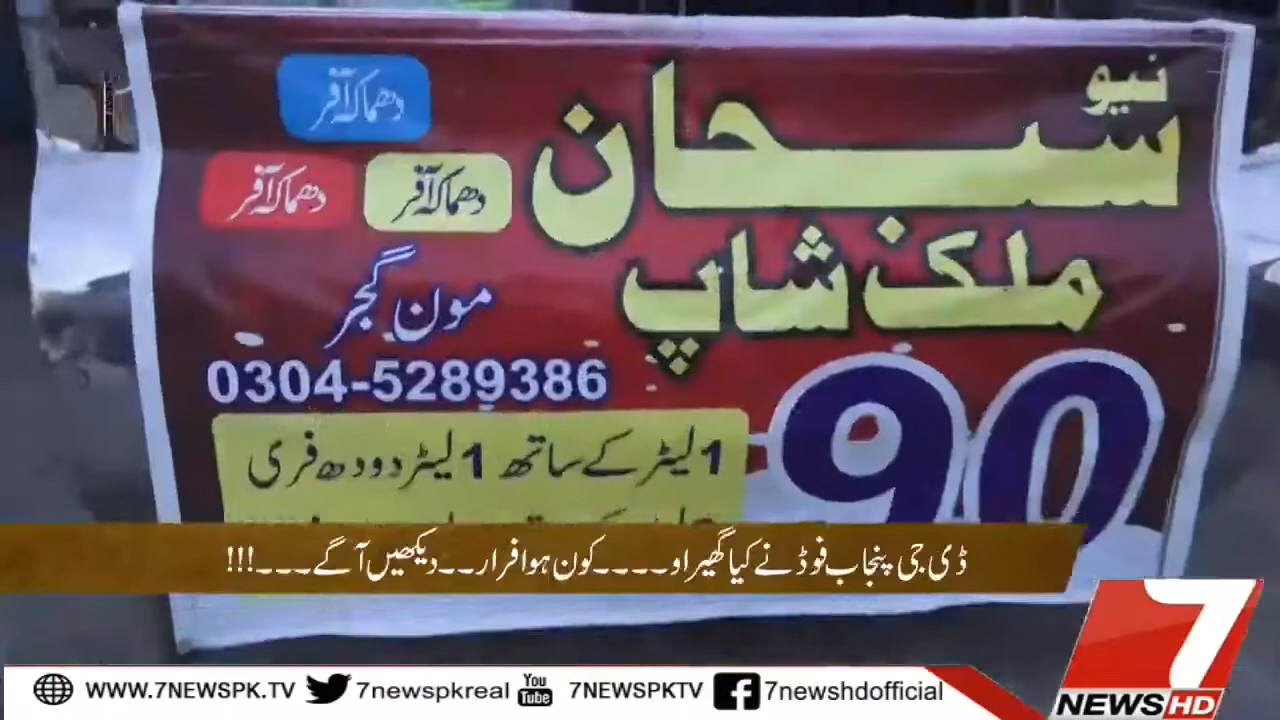 نیو
سبحان
ملک شاپ
دھماکہ آفر
دھماکہ آفر
دھماکہ آفر
مون گجر
0304-5289386
90
1 لیٹر کے ساتھ 1 لیٹر دودھ فری
ڈی جی پنجاب فوڈ نے کیا گھیراو ۔۔۔۔ کون ہوا فرار ۔۔ دیکھیں آگے ۔۔۔!!!
7
NEWS HD
WWW.7NEWSPK.TV 7newspkreal You Tube 7NEWSPKTV 7newshdofficial